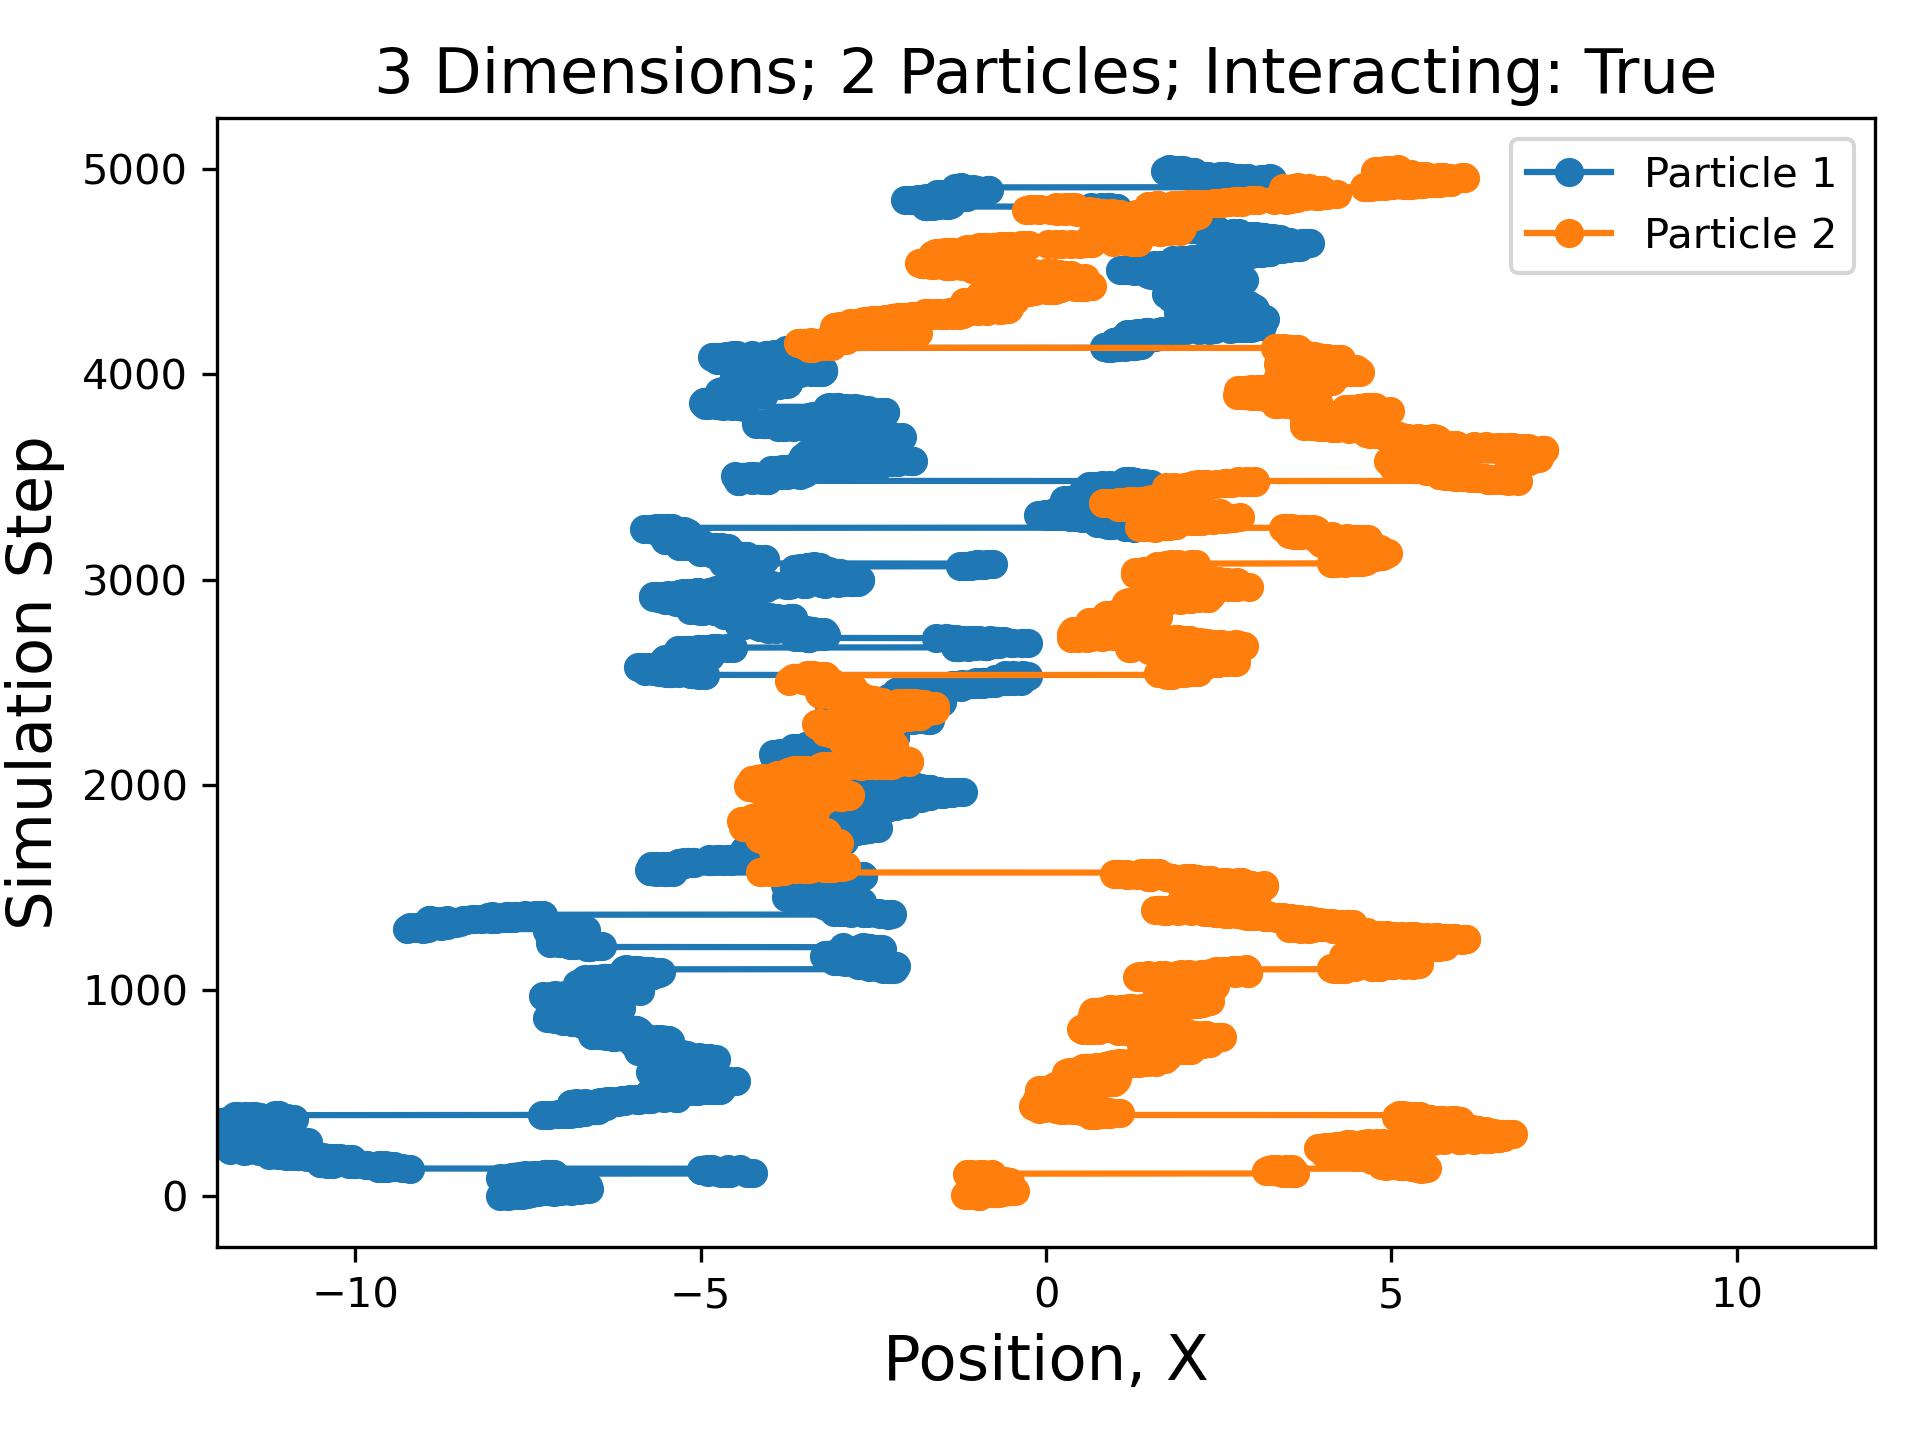 3 Dimensions; 2 Particles; Interacting: True
Particle 1
Particle 2
Simulation Step
5000
4000
3000
2000
1000
0
−10
−5
0
5
10
Position, X